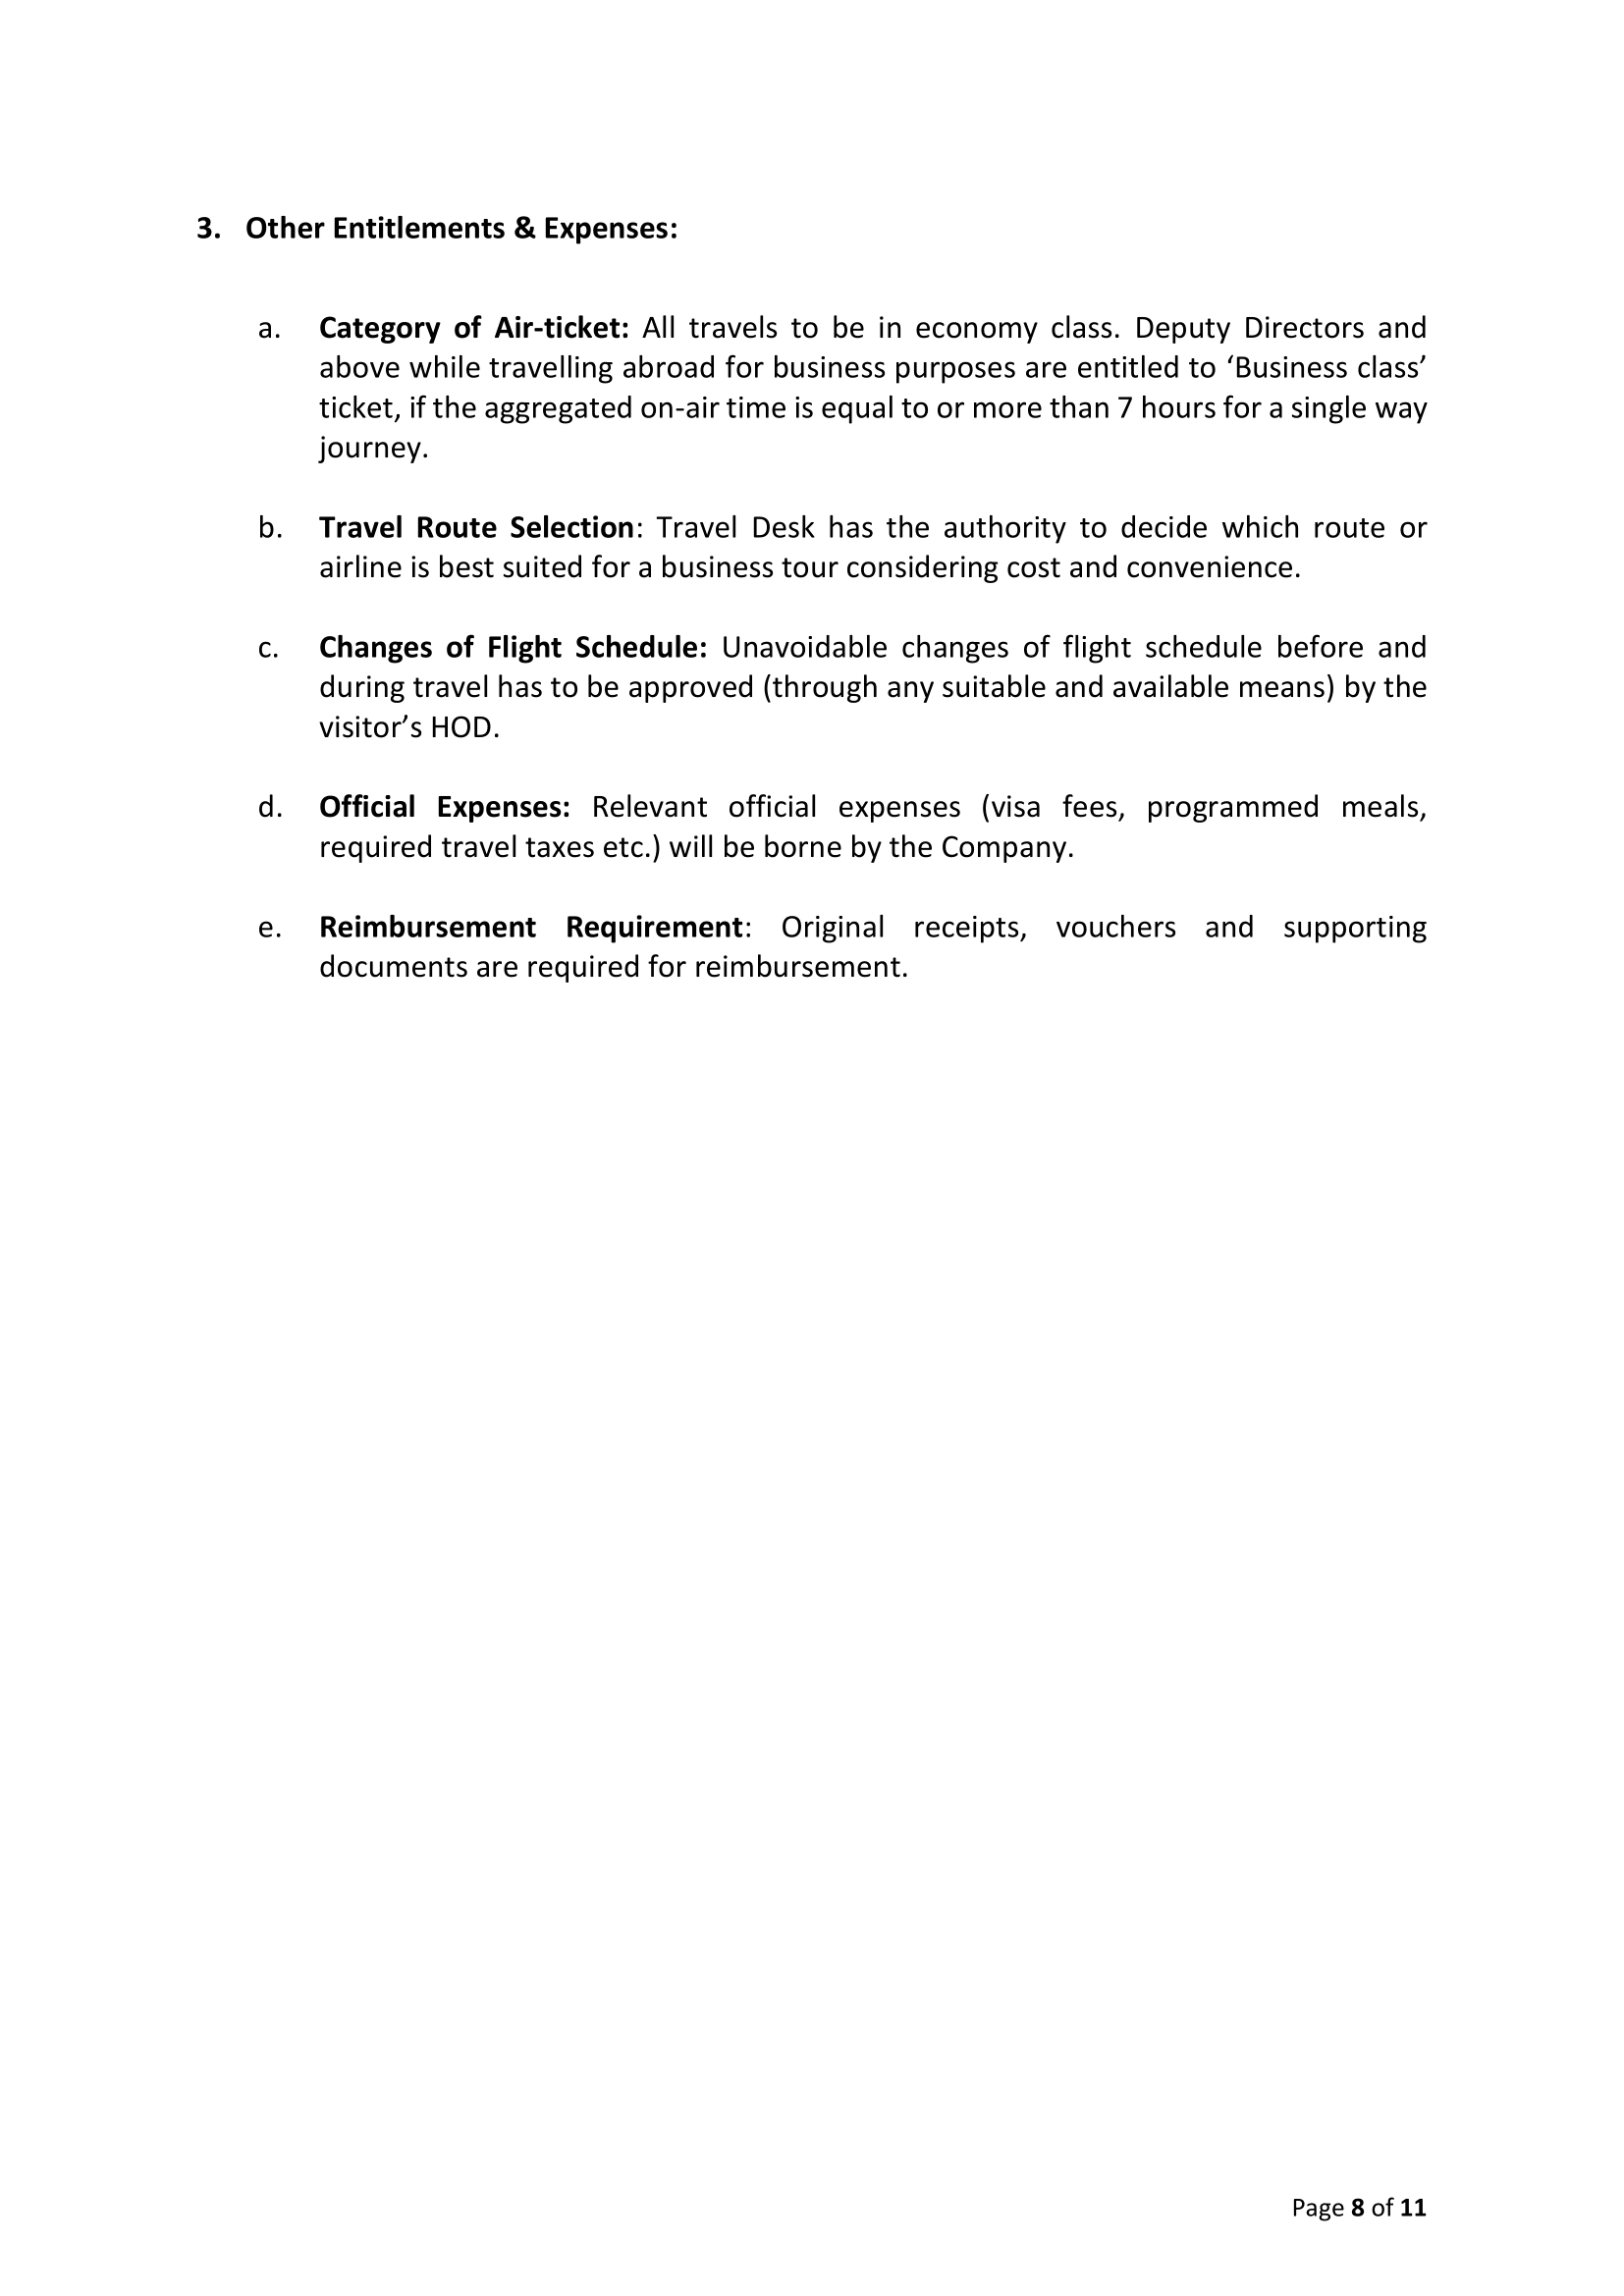 3. Other Entitlements & Expenses:
a. Category of Air-ticket: All travels to be in economy class. Deputy Directors and
above while travelling abroad for business purposes are entitled to ‘Business class’
ticket, if the aggregated on-air time is equal to or more than 7 hours for a single way
journey.
b. Travel Route Selection: Travel Desk has the authority to decide which route or
airline is best suited for a business tour considering cost and convenience.
c. Changes of Flight Schedule: Unavoidable changes of flight schedule before and
during travel has to be approved (through any suitable and available means) by the
visitor’s HOD.
d. Official Expenses: Relevant official expenses (visa fees, programmed meals,
required travel taxes etc.) will be borne by the Company.
e. Reimbursement Requirement: Original receipts, vouchers and supporting
documents are required for reimbursement.
Page 8 of 11